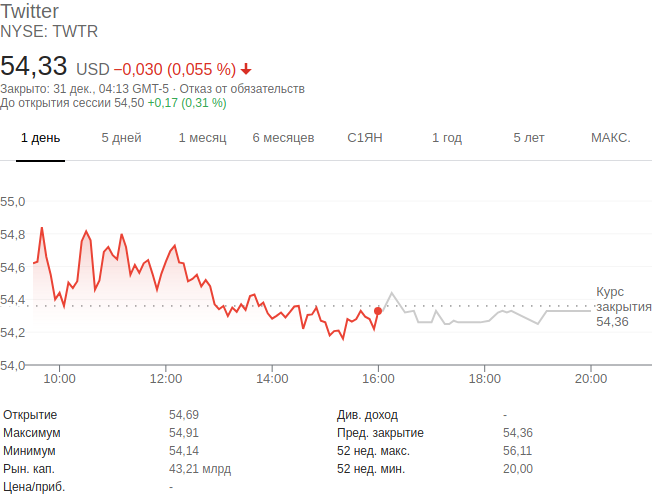 Twitter
NYSE: TWTR
54,33 USD −0,030 (0,055 %)
Закрыто: 31 дек., 04:13 GMT-5 · Отказ от обязательств
До открытия сессии 54,50 +0,17 (0,31 %)
1 день 5 дней 1 месяц 6 месяцев С1ЯН 1 год 5 лет МАКС.
55,0
54,8
54,6
54,4
54,2
54,0
Курс
закрытия
54,36
10:00 12:00 14:00 16:00 18:00 20:00
Открытие 54,69 Див. доход -
Максимум 54,91 Пред. закрытие 54,36
Минимум 54,14 52 нед. макс. 56,11
Рын. кап. 43,21 млрд 52 нед. мин. 20,00
Цена/приб. -